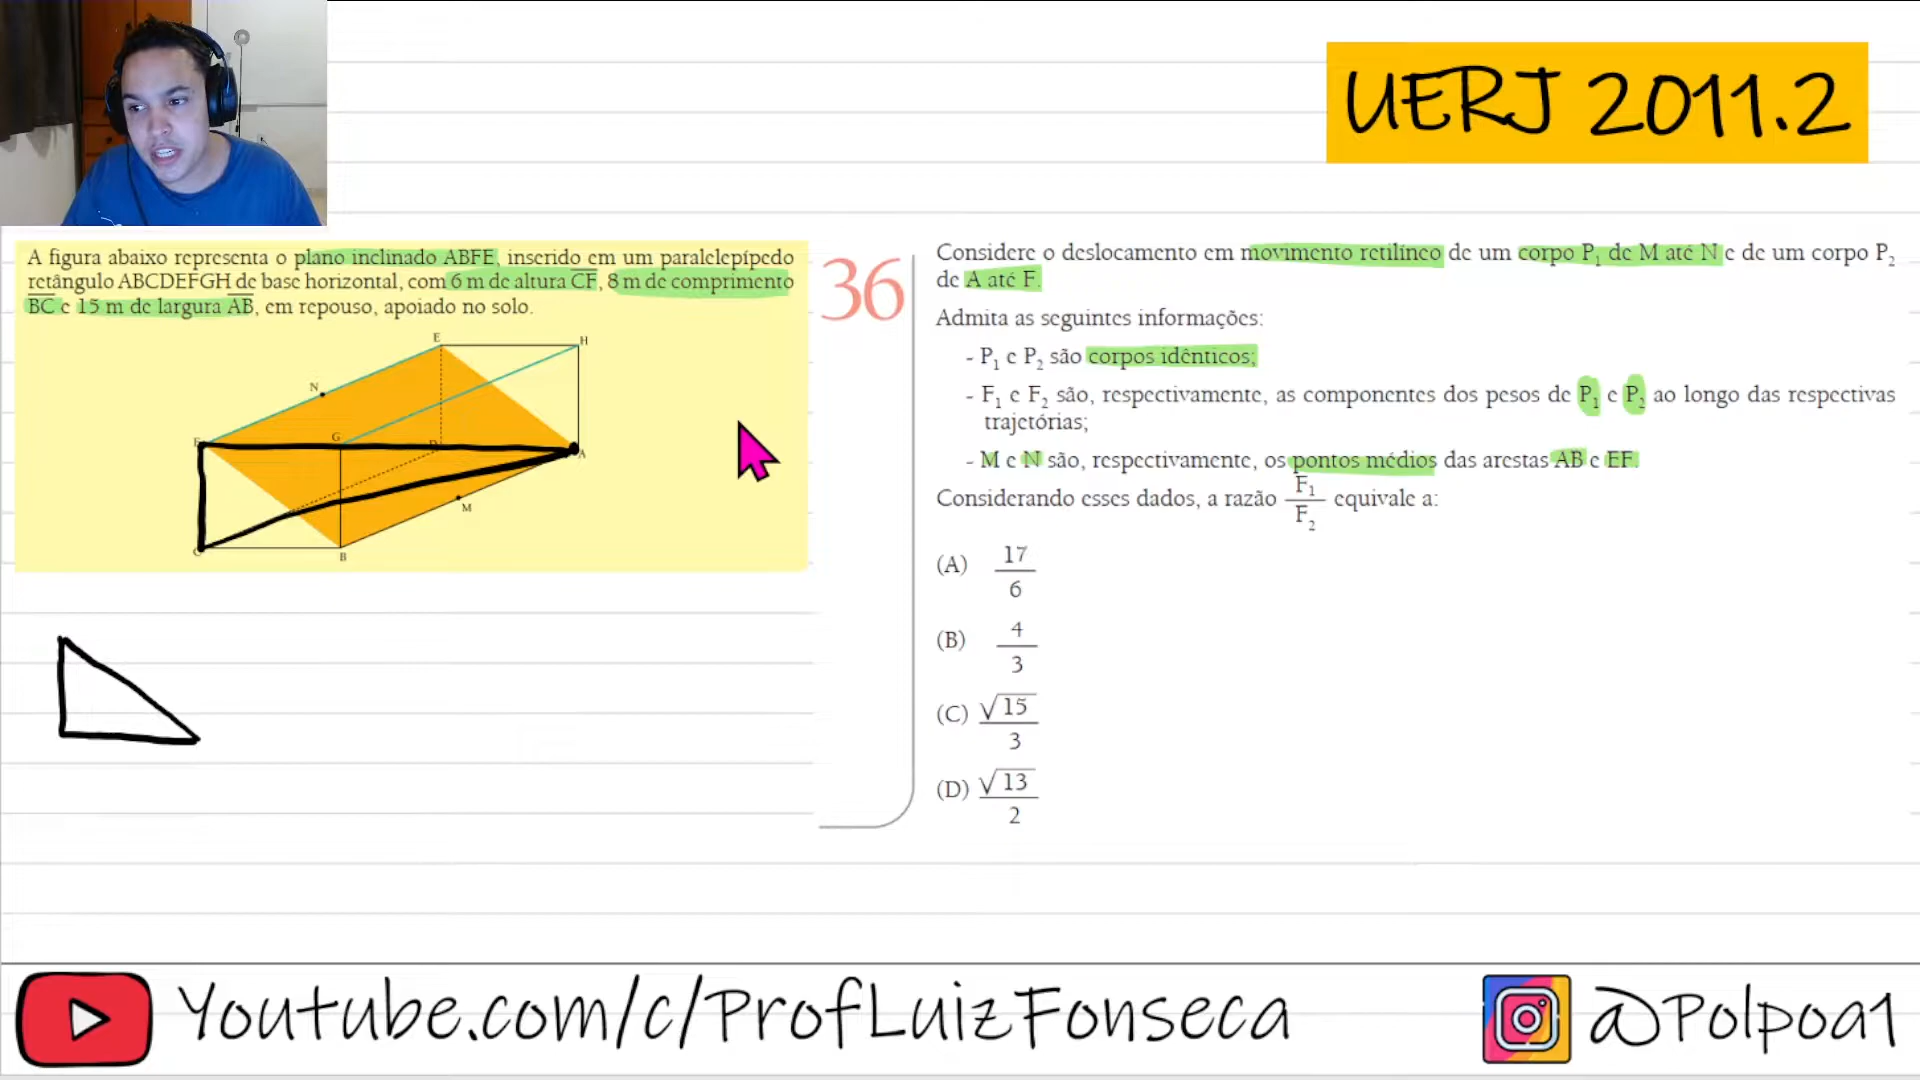 UERJ 2011.2
A figura abaixo representa o plano inclinado ABFE, inserido em um paralelepípedo
retângulo ABCDEFGH de base horizontal, com 6 m de altura CF, 8 m de comprimento
BC e 15 m de largura AB, em repouso, apoiado no solo.
E
H
N
F
G
D
A
M
C
B
36
Considere o deslocamento em movimento retilíneo de um corpo P₁ de M até N e de um corpo P₂
de A até F.
Admita as seguintes informações:
- P₁ e P₂ são corpos idênticos;
- F₁ e F₂ são, respectivamente, as componentes dos pesos de P₁ e P₂ ao longo das respectivas
trajetórias;
- M e N são, respectivamente, os pontos médios das arestas AB e EF.
Considerando esses dados, a razão F₁/F₂ equivale a:
(A) 17/6
(B) 4/3
(C) √15/3
(D) √13/2
Youtube.com/c/ProfLuizFonseca
@Polpoa1